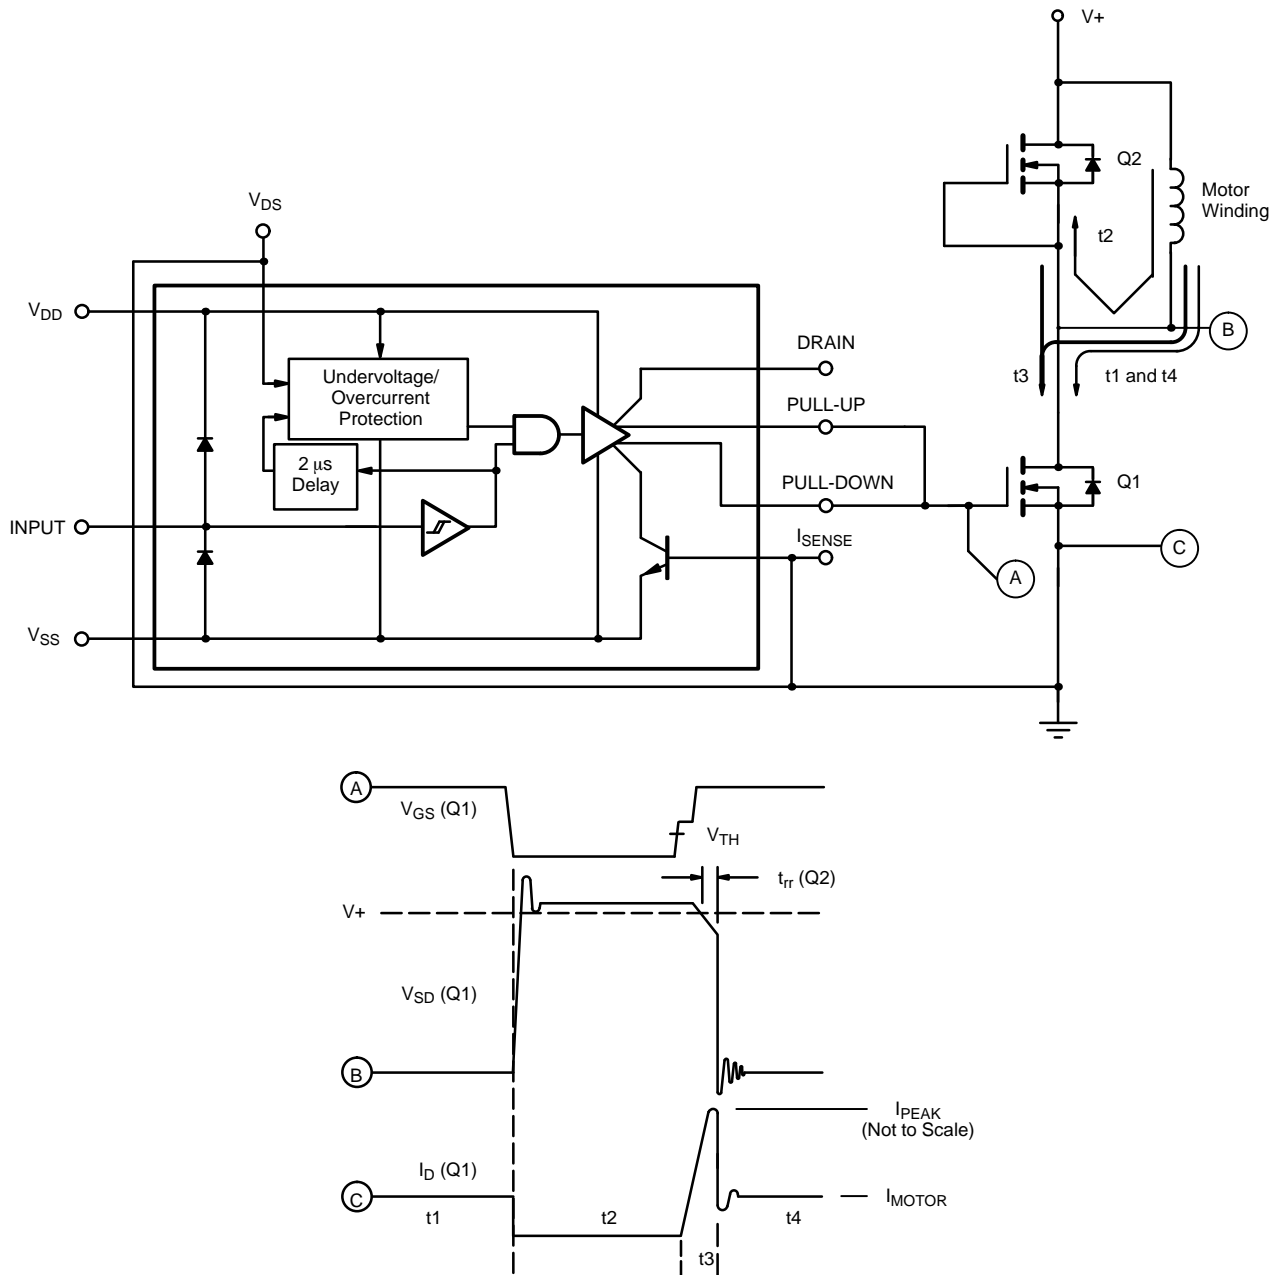 V+
Q2
Motor
Winding
t2
B
t3
t1 and t4
VDS
VDD
Undervoltage/
Overcurrent
Protection
2 μs
Delay
INPUT
VSS
DRAIN
PULL-UP
PULL-DOWN
ISENSE
Q1
A
C
A
VGS (Q1)
VTH
trr (Q2)
V+
VSD (Q1)
B
IPEAK
(Not to Scale)
ID (Q1)
C
IMOTOR
t1
t2
t3
t4